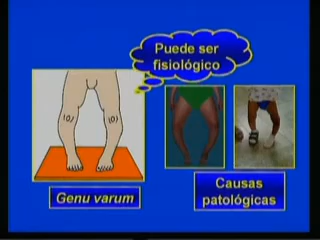 Puede ser
fisiológico
Genu varum
Causas
patológicas